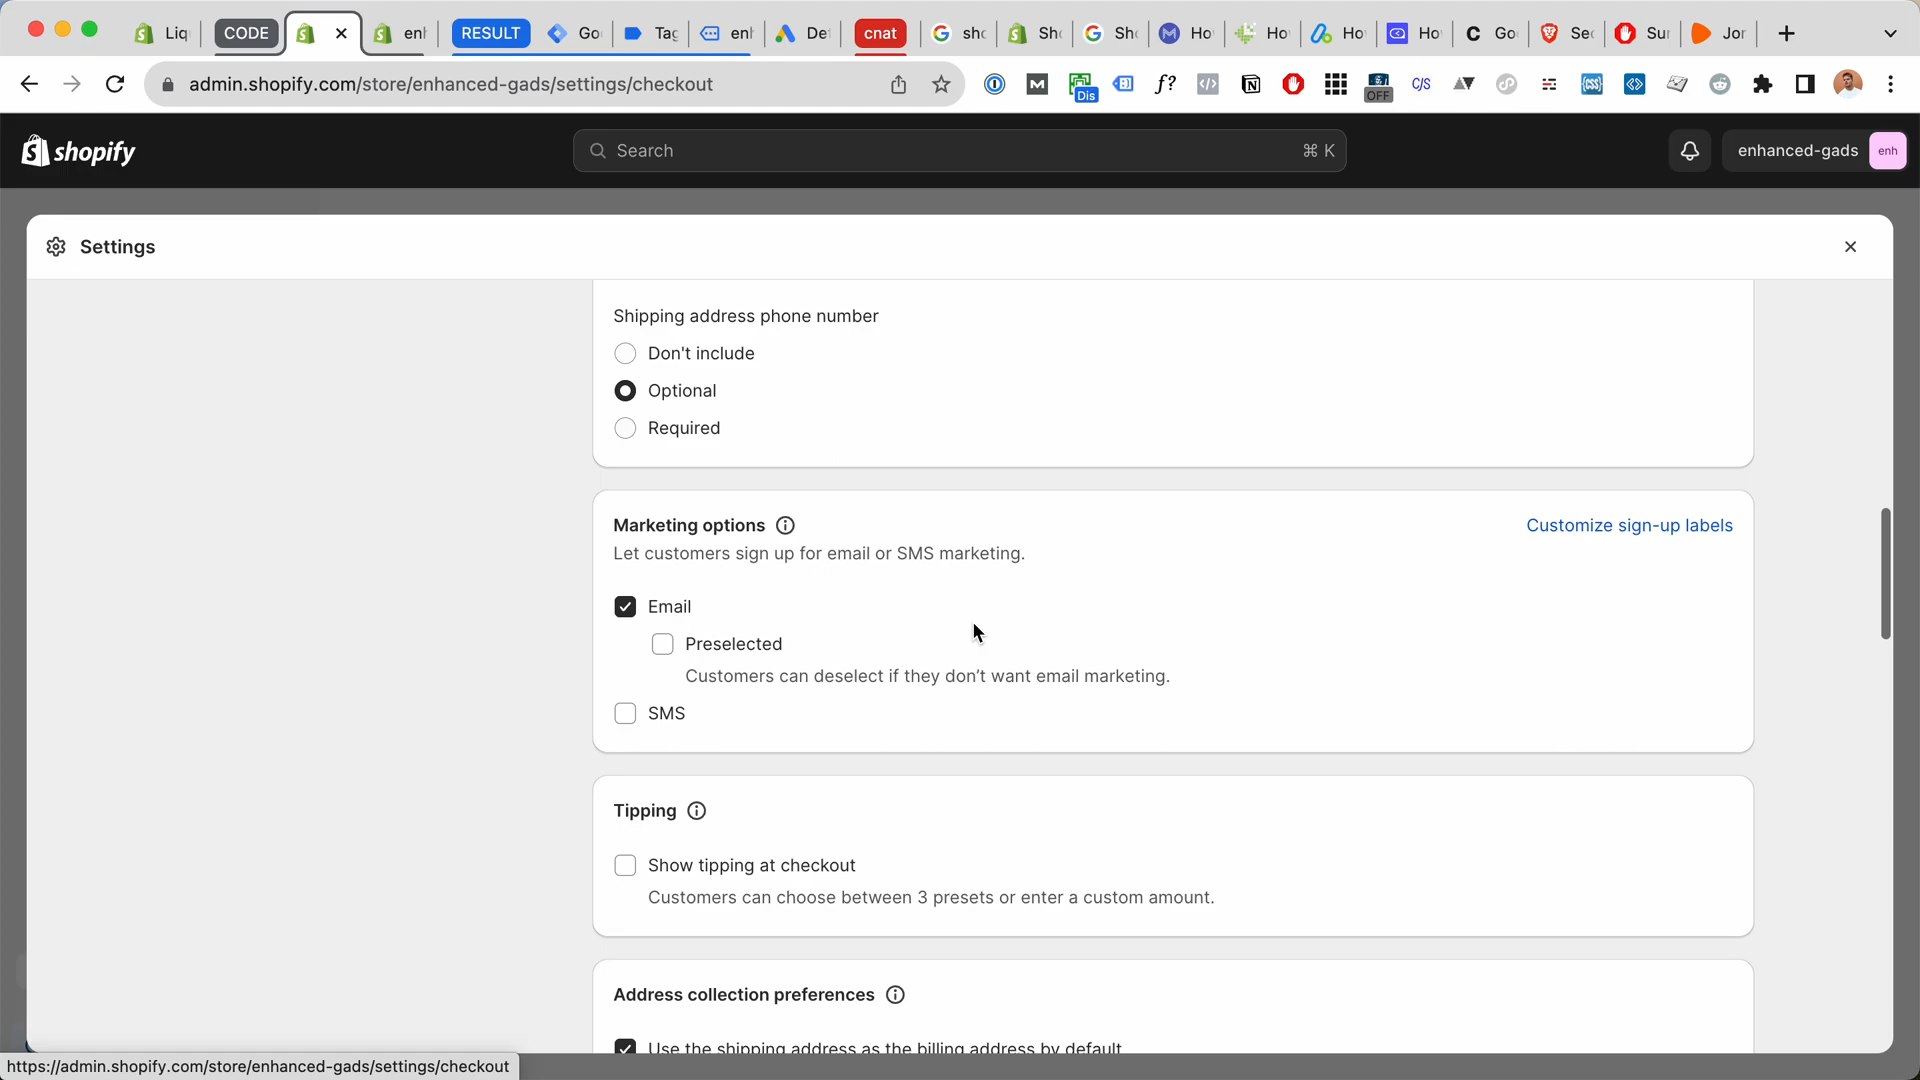 Liq
CODE
enh
RESULT
Go
Tag
enh
De
cnat
sho
Sh
Sh
Ho
Ho
Ho
Ho
Go
Se
Sur
Jor
admin.shopify.com/store/enhanced-gads/settings/checkout
Dis
f?
OFF
C/S
shopify
Search
⌘ K
enhanced-gads
enh
Settings
Shipping address phone number
Don't include
Optional
Required
Marketing options
Customize sign-up labels
Let customers sign up for email or SMS marketing.
Email
Preselected
Customers can deselect if they don’t want email marketing.
SMS
Tipping
Show tipping at checkout
Customers can choose between 3 presets or enter a custom amount.
Address collection preferences
Use the shipping address as the billing address by default
https://admin.shopify.com/store/enhanced-gads/settings/checkout